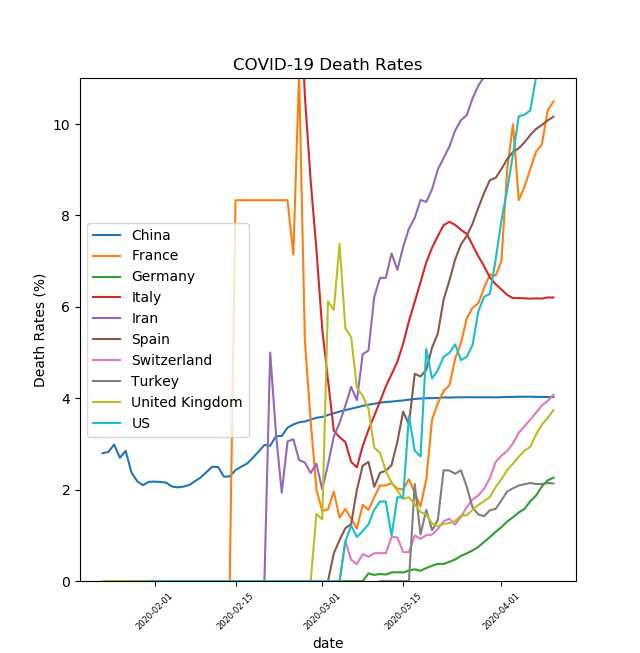 COVID-19 Death Rates
Death Rates (%)
10
8
6
4
2
0
China
France
Germany
Italy
Iran
Spain
Switzerland
Turkey
United Kingdom
US
2020-02-01
2020-02-15
2020-03-01
2020-03-15
2020-04-01
date